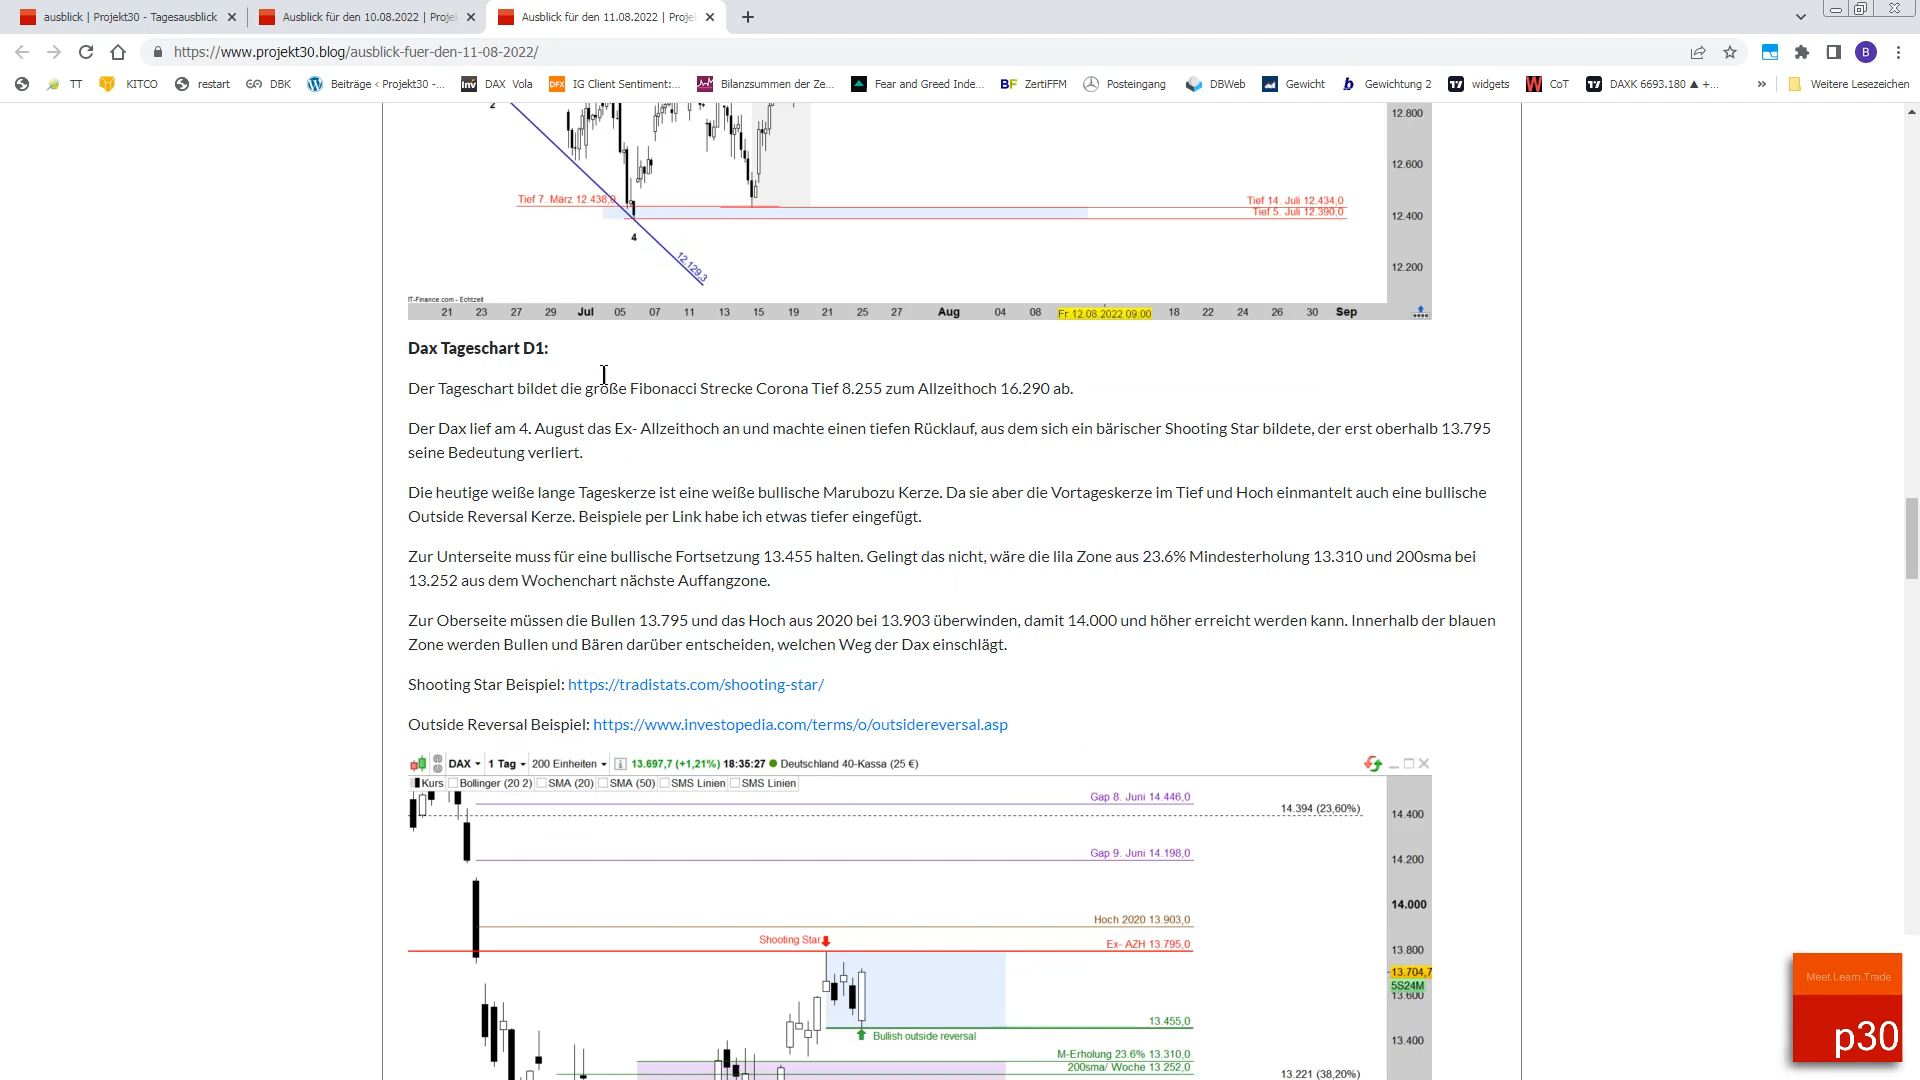 ausblick | Projekt30 - Tagesausblick
Ausblick für den 10.08.2022 | Proje
Ausblick für den 11.08.2022 | Proje
https://www.projekt30.blog/ausblick-fuer-den-11-08-2022/
B
TT KITCO restart DBK Beiträge ‹ Projekt30 -... DAX Vola IG Client Sentiment:... Bilanzsummen der Ze... Fear and Greed Inde... ZertiFFM Posteingang DBWeb Gewicht Gewichtung 2 widgets CoT DAXK 6693.180 ▲ +... » Weitere Lesezeichen
2
12.800
12.600
Tief 7. März 12.438,0
Tief 14. Juli 12.434,0
Tief 5. Juli 12.390,0
12.400
4
12.129,3
12.200
IT-Finance.com - Echtzeit
21 23 27 29 Jul 05 07 11 13 15 19 21 25 27 Aug 04 08 Fr 12.08.2022 09:00 18 22 24 26 30 Sep
Dax Tageschart D1:
Der Tageschart bildet die große Fibonacci Strecke Corona Tief 8.255 zum Allzeithoch 16.290 ab.
Der Dax lief am 4. August das Ex- Allzeithoch an und machte einen tiefen Rücklauf, aus dem sich ein bärischer Shooting Star bildete, der erst oberhalb 13.795
seine Bedeutung verliert.
Die heutige weiße lange Tageskerze ist eine weiße bullische Marubozu Kerze. Da sie aber die Vortageskerze im Tief und Hoch einmantelt auch eine bullische
Outside Reversal Kerze. Beispiele per Link habe ich etwas tiefer eingefügt.
Zur Unterseite muss für eine bullische Fortsetzung 13.455 halten. Gelingt das nicht, wäre die lila Zone aus 23.6% Mindesterholung 13.310 und 200sma bei
13.252 aus dem Wochenchart nächste Auffangzone.
Zur Oberseite müssen die Bullen 13.795 und das Hoch aus 2020 bei 13.903 überwinden, damit 14.000 und höher erreicht werden kann. Innerhalb der blauen
Zone werden Bullen und Bären darüber entscheiden, welchen Weg der Dax einschlägt.
Shooting Star Beispiel: https://tradistats.com/shooting-star/
Outside Reversal Beispiel: https://www.investopedia.com/terms/o/outsidereversal.asp
DAX 1 Tag 200 Einheiten 13.697,7 (+1,21%) 18:35:27 Deutschland 40-Kassa (25 €)
Kurs Bollinger (20 2) SMA (20) SMA (50) SMS Linien SMS Linien
Gap 8. Juni 14.446,0
14.394 (23,60%)
14.400
Gap 9. Juni 14.198,0
14.200
14.000
Hoch 2020 13.903,0
Shooting Star
Ex- AZH 13.795,0
13.800
13.704,7
5S24M
13.600
13.455,0
Bullish outside reversal
13.400
M-Erholung 23.6% 13.310,0
200sma/ Woche 13.252,0
13.221 (38,20%)
Meet.Learn.Trade
p30